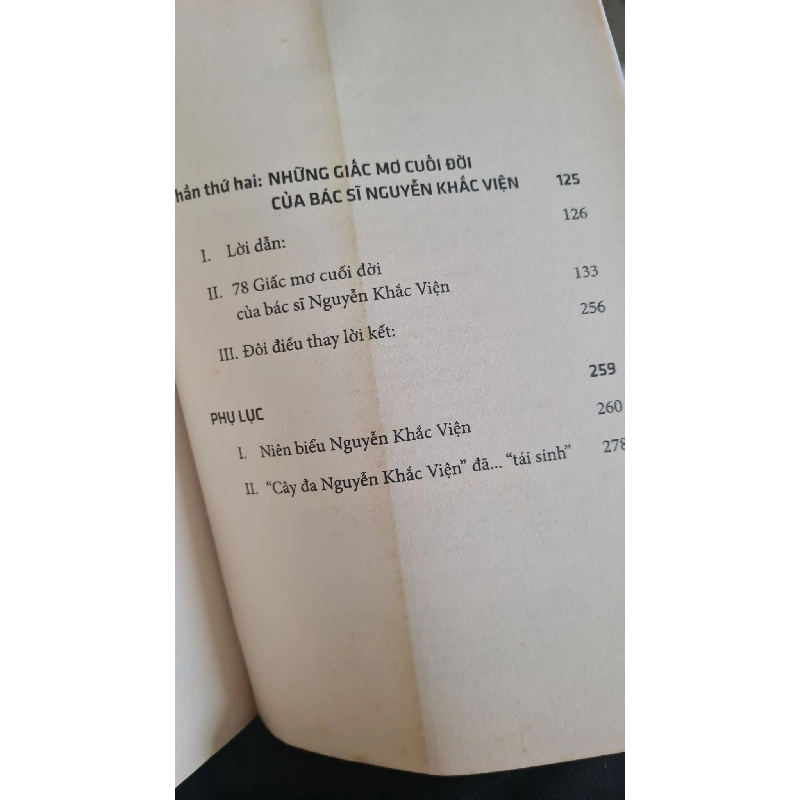 hần thứ hai: NHỮNG GIẤC MƠ CUỐI ĐỜI
CỦA BÁC SĨ NGUYỄN KHẮC VIỆN 125
I. Lời dẫn: 126
II. 78 Giấc mơ cuối đời
của bác sĩ Nguyễn Khắc Viện 133
III. Đôi điều thay lời kết: 256
PHỤ LỤC 259
I. Niên biểu Nguyễn Khắc Viện 260
II. “Cây đa Nguyễn Khắc Viện” đã... “tái sinh” 278